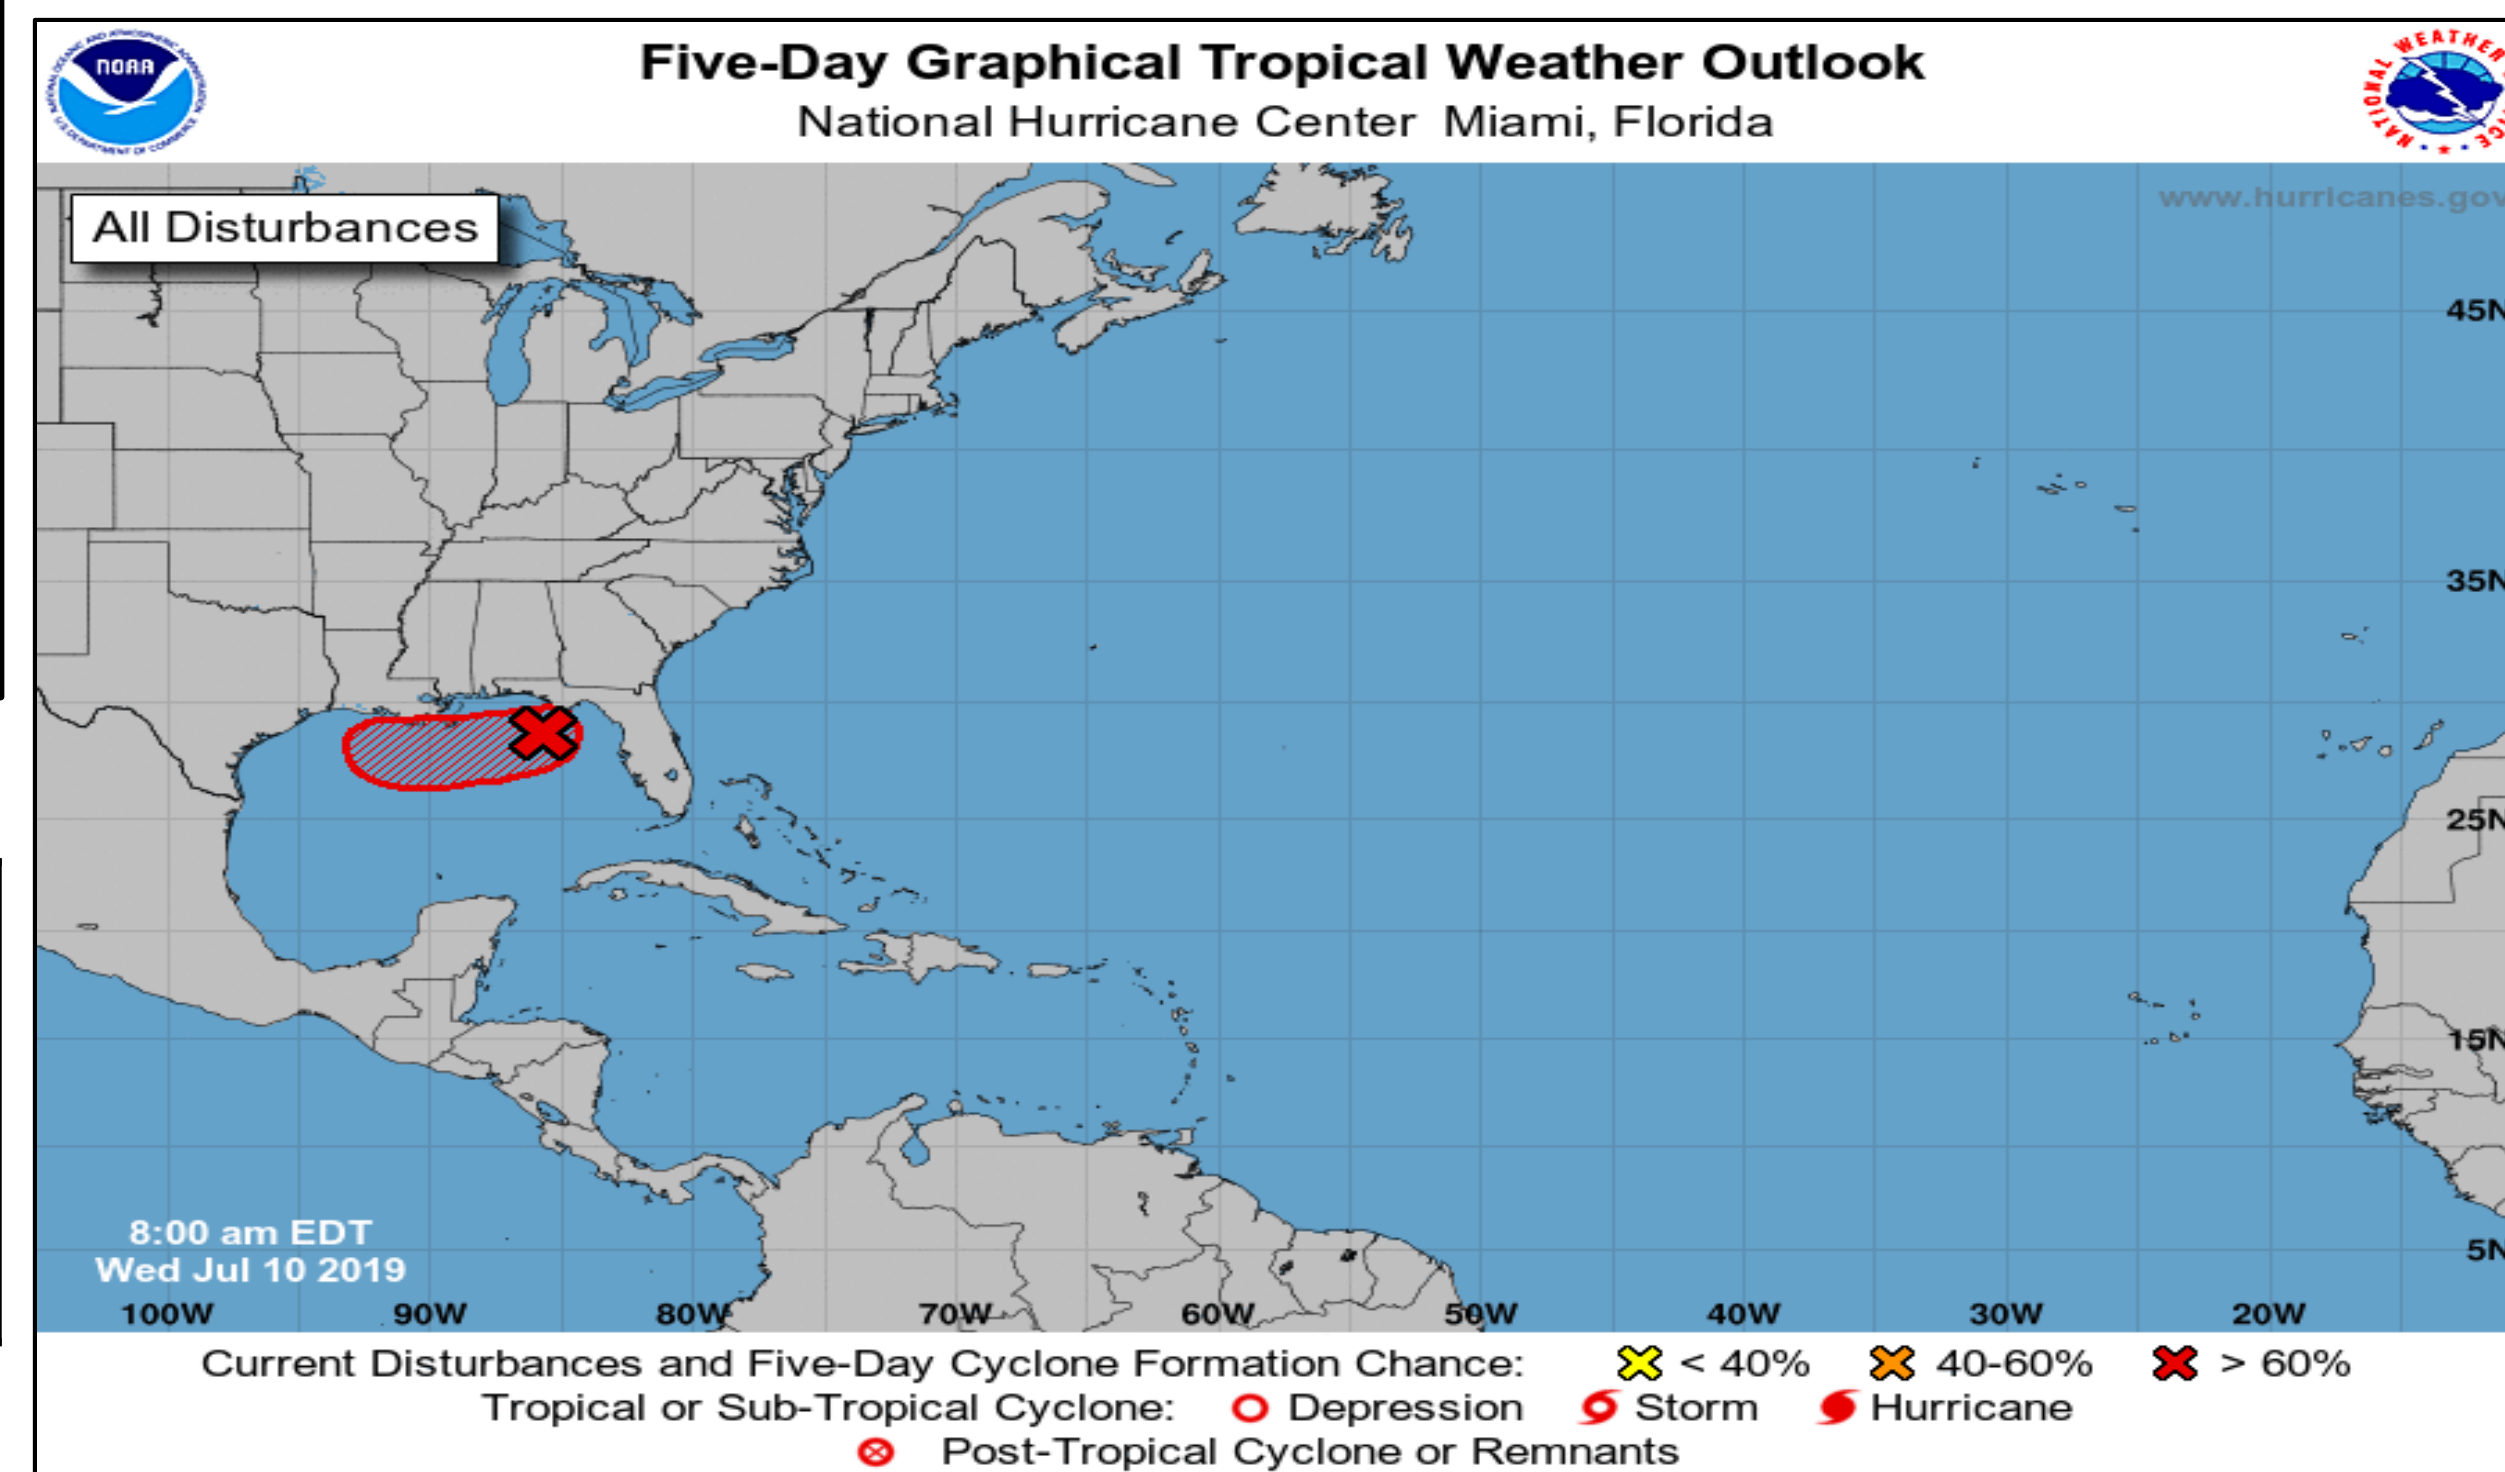 NOAA
Five-Day Graphical Tropical Weather Outlook
National Hurricane Center Miami, Florida
NATIONAL WEATHER
All Disturbances
www.hurricanes.gov
45N
35N
25N
15N
5N
8:00 am EDT
Wed Jul 10 2019
100W 90W 80W 70W 60W 50W 40W 30W 20W
Current Disturbances and Five-Day Cyclone Formation Chance: < 40% 40-60% > 60%
Tropical or Sub-Tropical Cyclone: Depression Storm Hurricane
Post-Tropical Cyclone or Remnants